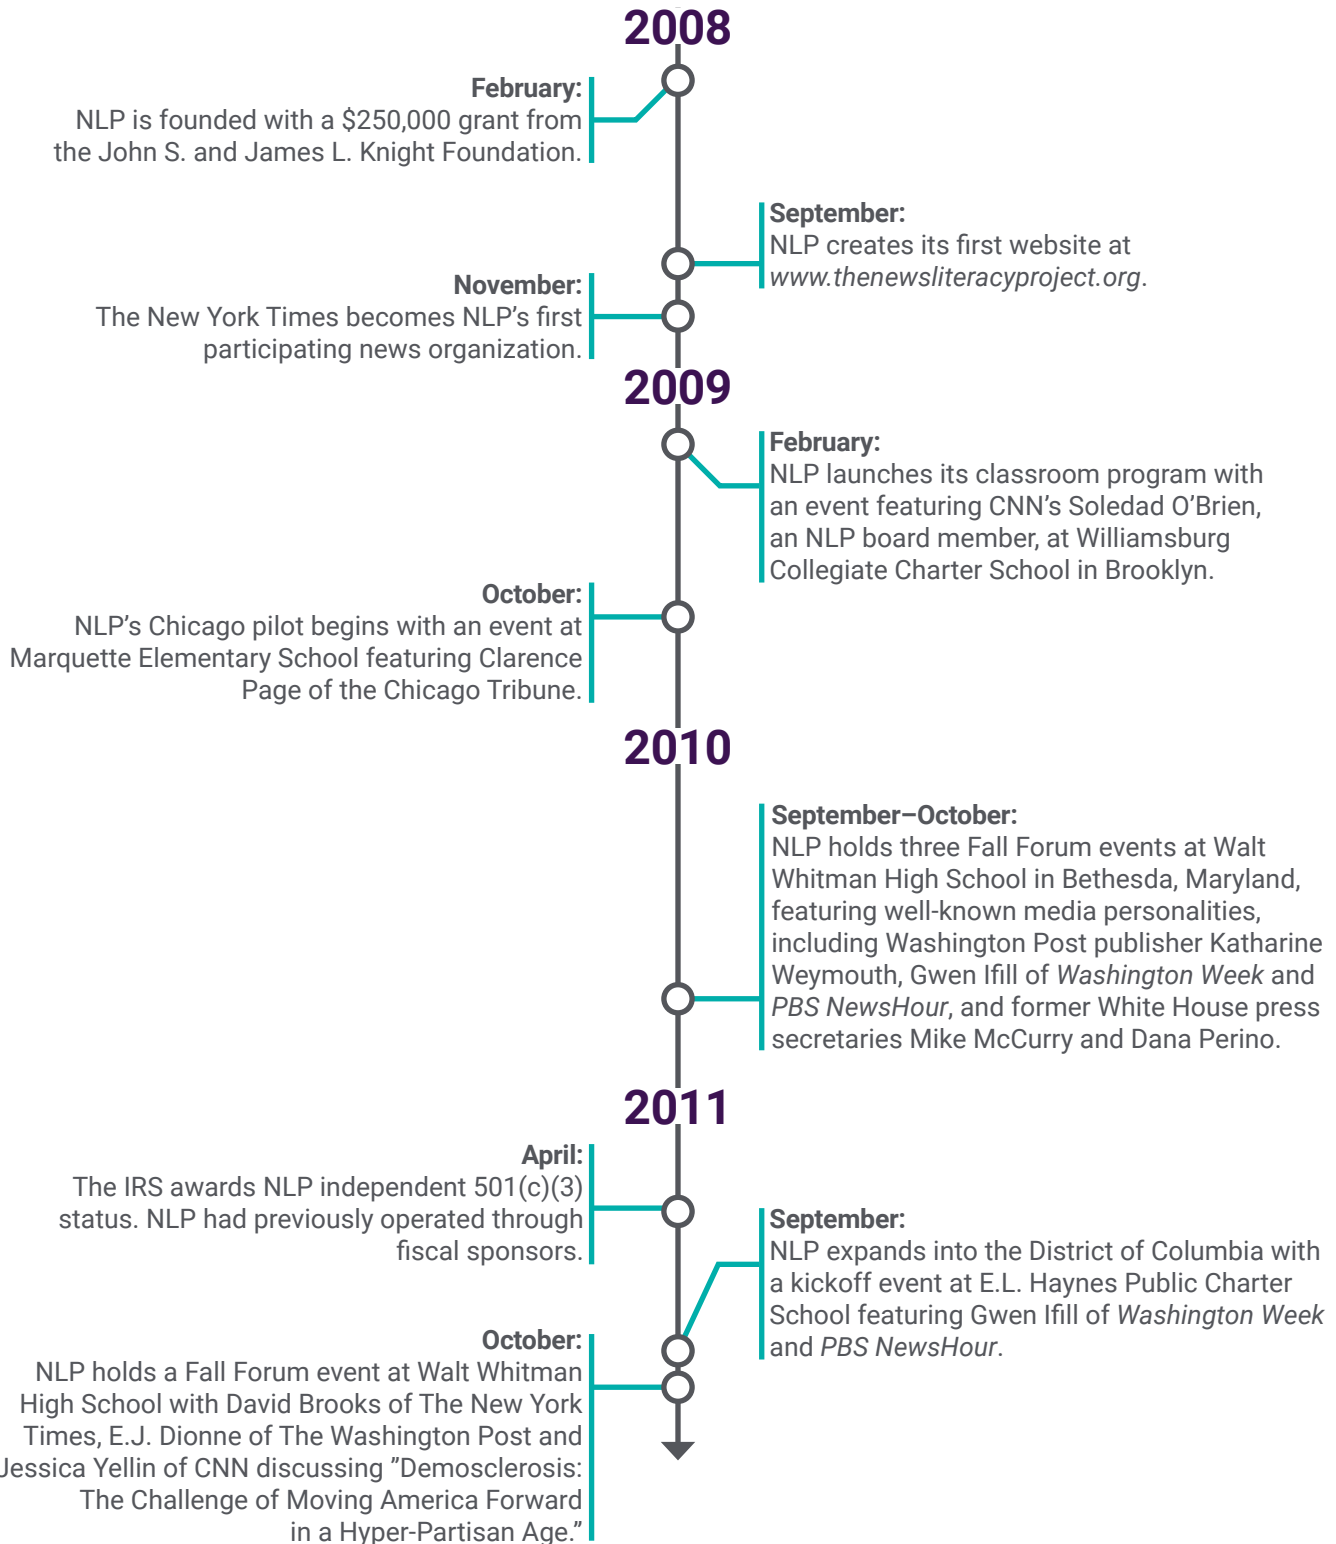 2008
February:
NLP is founded with a $250,000 grant from
the John S. and James L. Knight Foundation.
September:
NLP creates its first website at
www.thenewsliteracyproject.org.
November:
The New York Times becomes NLP’s first
participating news organization.
2009
February:
NLP launches its classroom program with
an event featuring CNN’s Soledad O’Brien,
an NLP board member, at Williamsburg
Collegiate Charter School in Brooklyn.
October:
NLP’s Chicago pilot begins with an event at
Marquette Elementary School featuring Clarence
Page of the Chicago Tribune.
2010
September–October:
NLP holds three Fall Forum events at Walt
Whitman High School in Bethesda, Maryland,
featuring well-known media personalities,
including Washington Post publisher Katharine
Weymouth, Gwen Ifill of Washington Week and
PBS NewsHour, and former White House press
secretaries Mike McCurry and Dana Perino.
2011
April:
The IRS awards NLP independent 501(c)(3)
status. NLP had previously operated through
fiscal sponsors.
September:
NLP expands into the District of Columbia with
a kickoff event at E.L. Haynes Public Charter
School featuring Gwen Ifill of Washington Week
and PBS NewsHour.
October:
NLP holds a Fall Forum event at Walt Whitman
High School with David Brooks of The New York
Times, E.J. Dionne of The Washington Post and
Jessica Yellin of CNN discussing ”Demosclerosis:
The Challenge of Moving America Forward
in a Hyper-Partisan Age.”